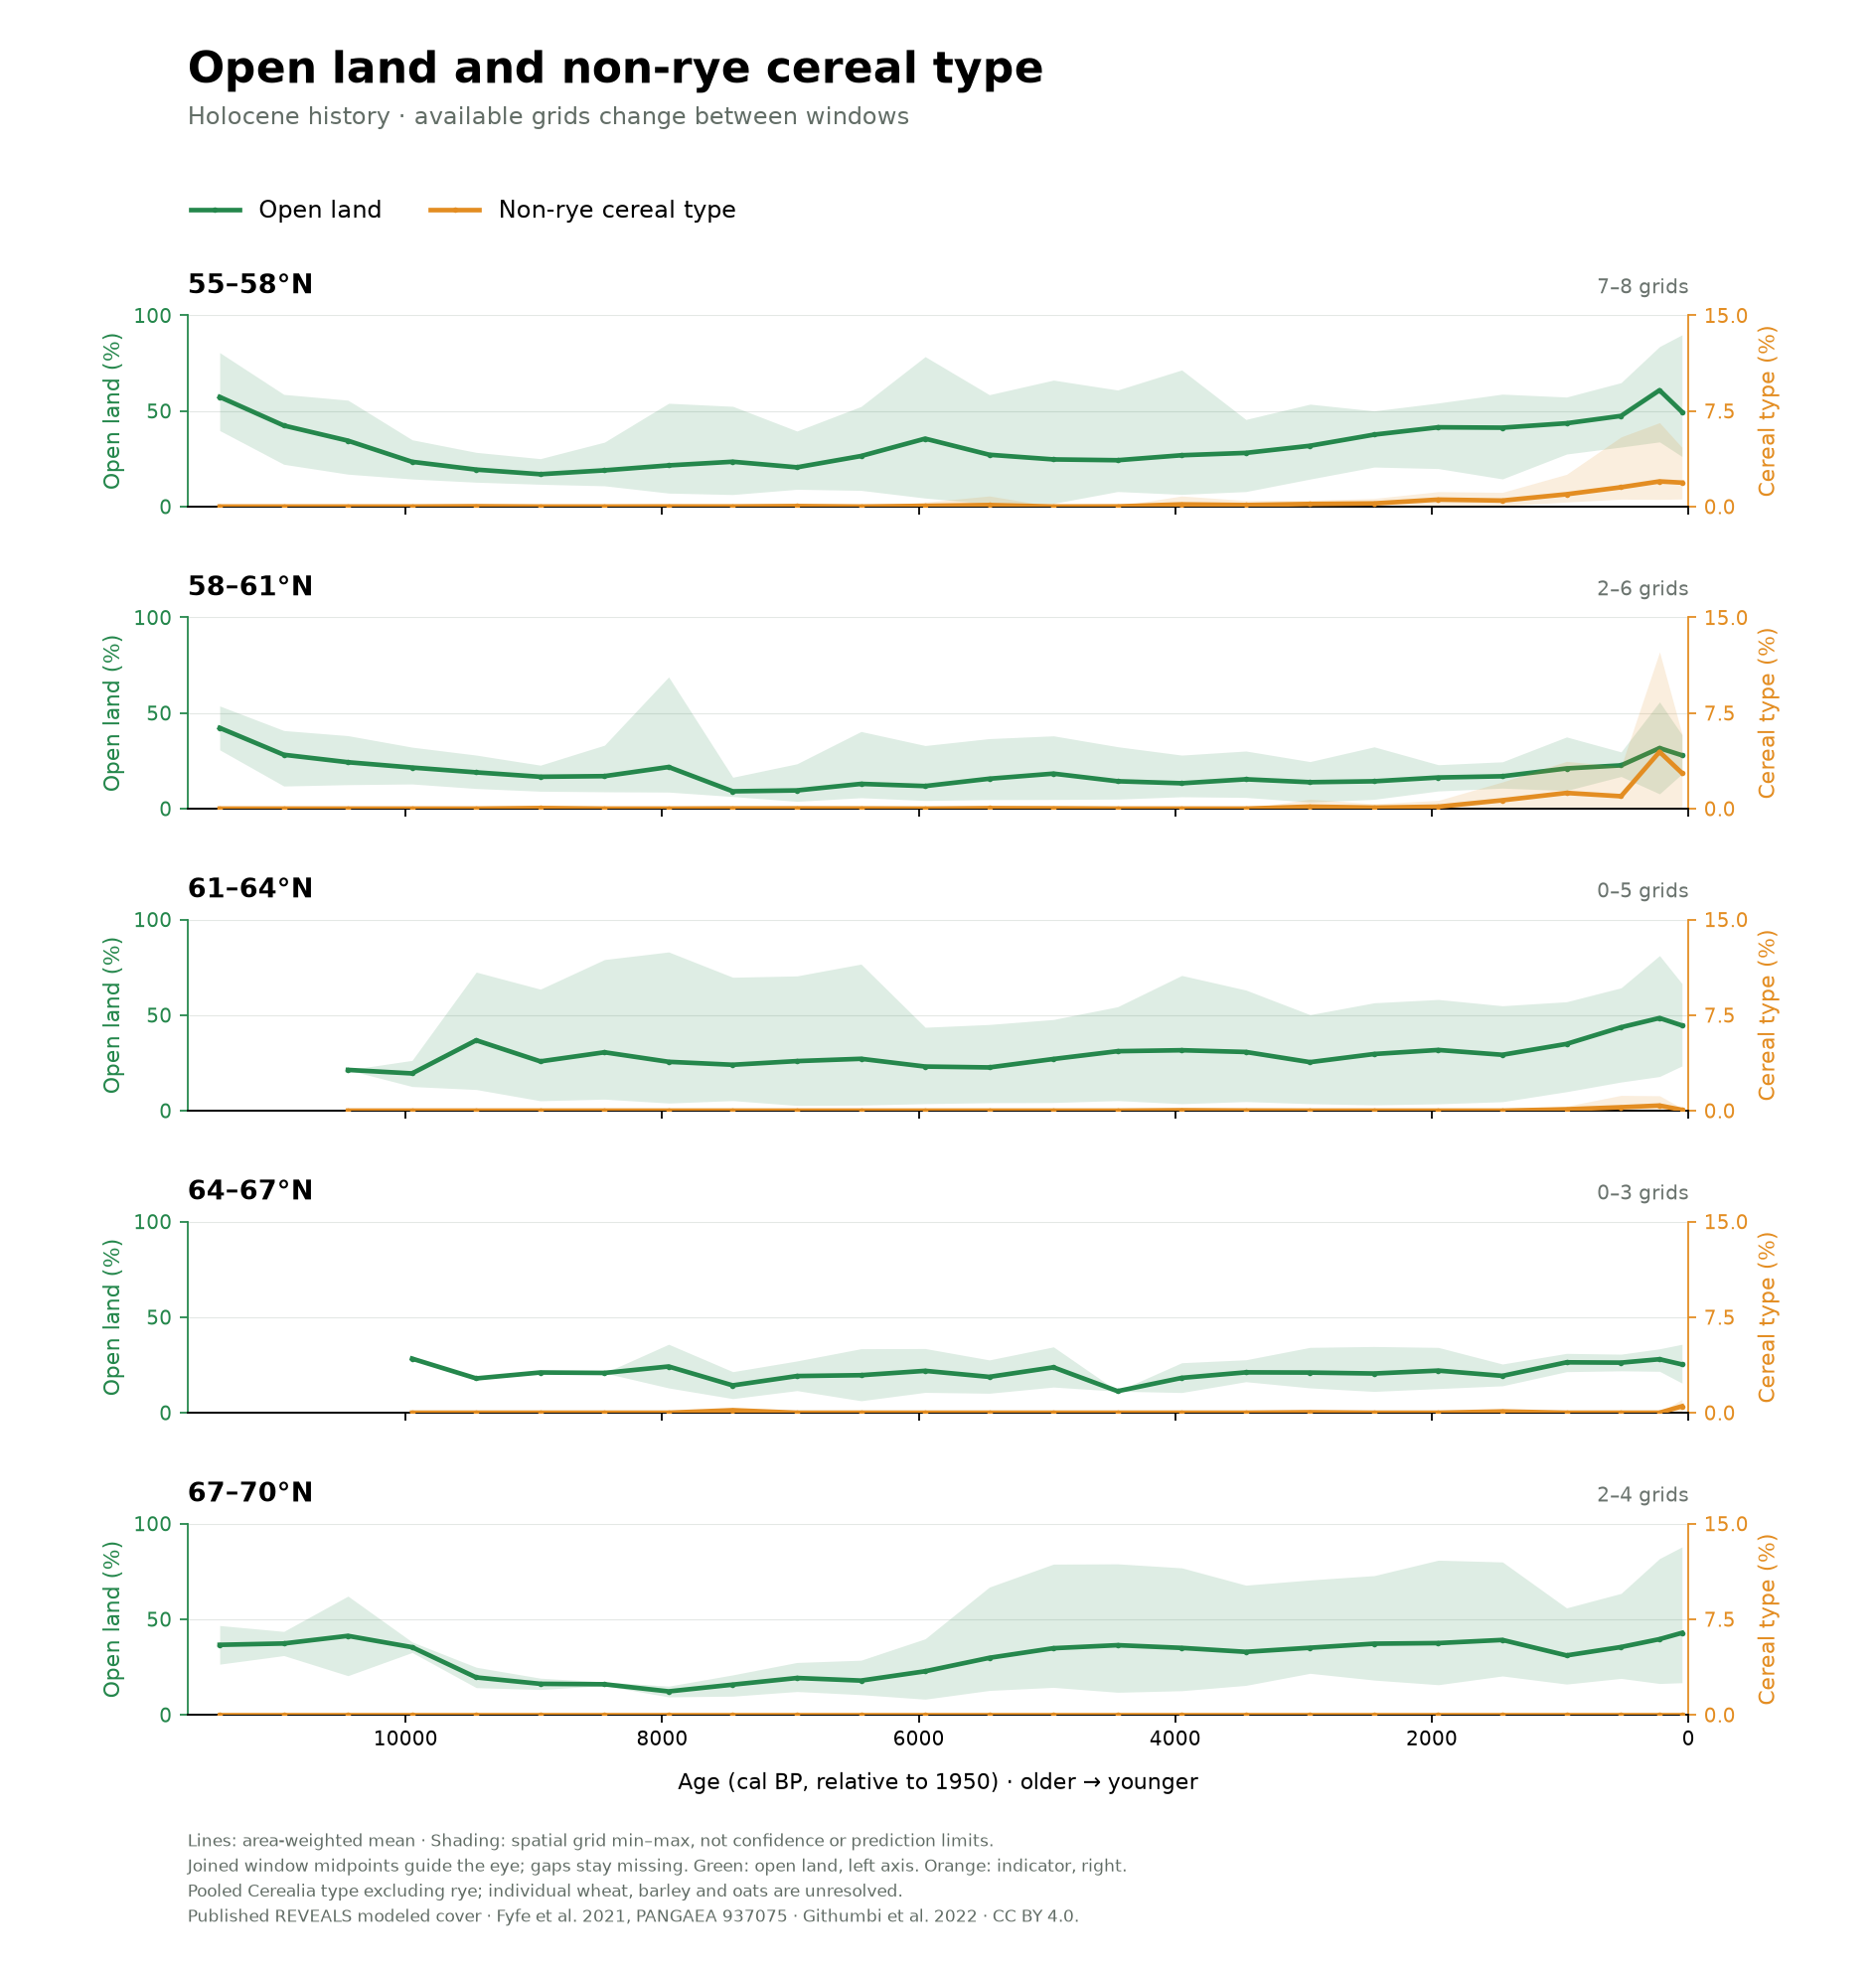 Open land and non-rye cereal type
Holocene history · available grids change between windows
Open land
Non-rye cereal type
55–58°N
7–8 grids
100
50
0
Open land (%)
15.0
7.5
0.0
Cereal type (%)
58–61°N
2–6 grids
100
50
0
Open land (%)
15.0
7.5
0.0
Cereal type (%)
61–64°N
0–5 grids
100
50
0
Open land (%)
15.0
7.5
0.0
Cereal type (%)
64–67°N
0–3 grids
100
50
0
Open land (%)
15.0
7.5
0.0
Cereal type (%)
67–70°N
2–4 grids
100
50
0
Open land (%)
15.0
7.5
0.0
Cereal type (%)
10000 8000 6000 4000 2000 0
Age (cal BP, relative to 1950) · older → younger
Lines: area-weighted mean · Shading: spatial grid min–max, not confidence or prediction limits.
Joined window midpoints guide the eye; gaps stay missing. Green: open land, left axis. Orange: indicator, right.
Pooled Cerealia type excluding rye; individual wheat, barley and oats are unresolved.
Published REVEALS modeled cover · Fyfe et al. 2021, PANGAEA 937075 · Githumbi et al. 2022 · CC BY 4.0.